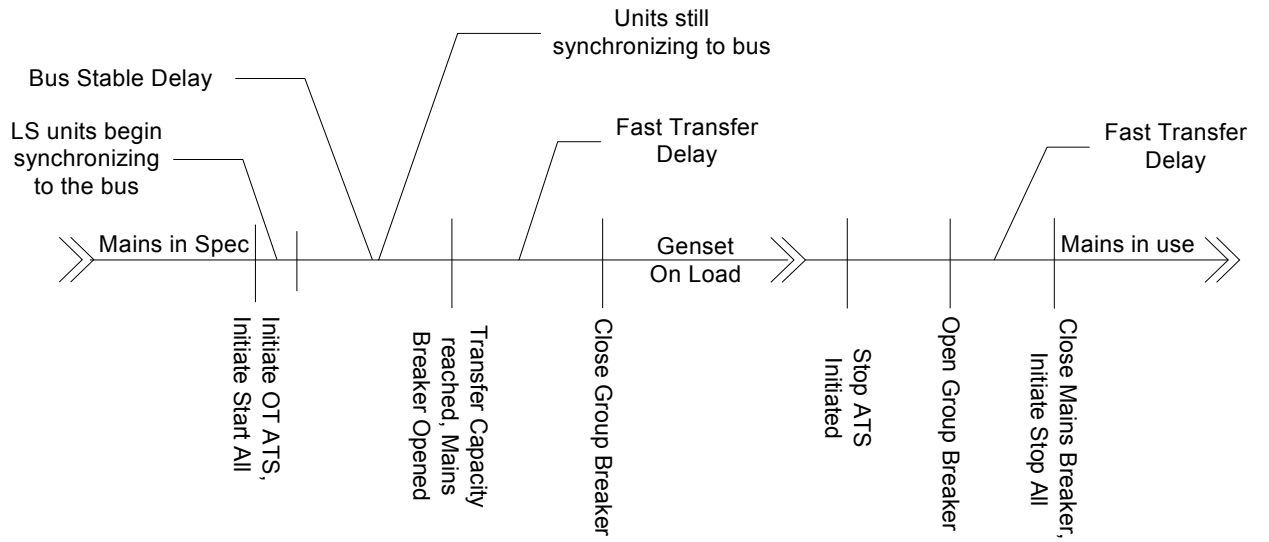 Units still
synchronizing to bus
Bus Stable Delay
LS units begin
synchronizing
to the bus
Fast Transfer
Delay
Fast Transfer
Delay
Mains in Spec
Genset
On Load
Mains in use
Initiate OT ATS,
Initiate Start All
Transfer Capacity
reached, Mains
Breaker Opened
Close Group Breaker
Stop ATS
Initiated
Open Group Breaker
Close Mains Breaker,
Initiate Stop All